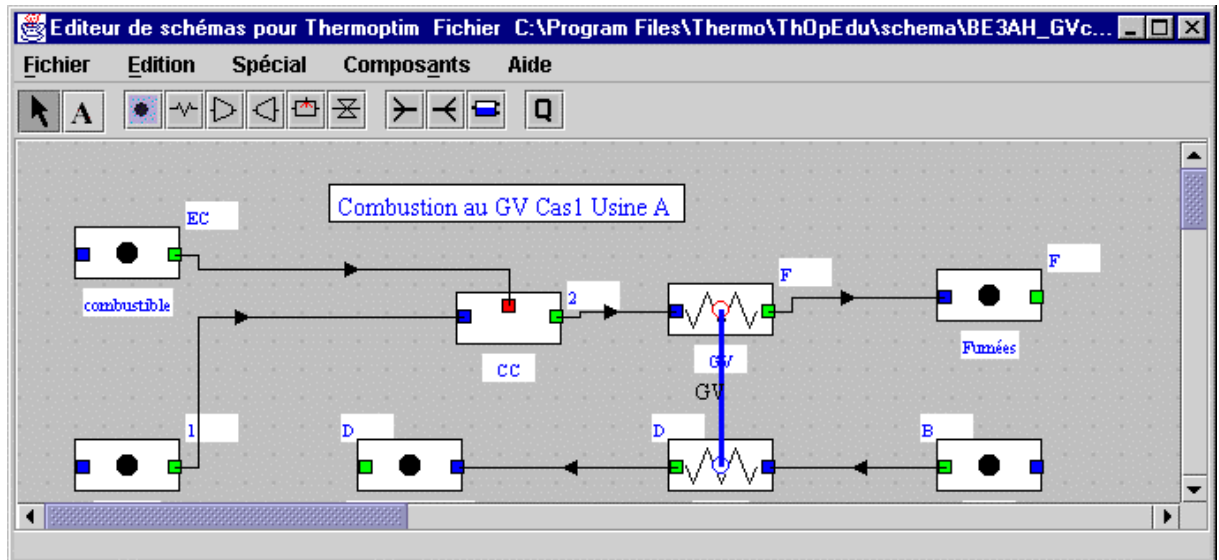 Editeur de schémas pour Thermoptim Fichier C:\Program Files\Thermo\ThOpEdu\schema\BE3AH_GVc...
Fichier Edition Spécial Composants Aide
A Q
Combustion au GV Cas1 Usine A
EC
combustible
2
F
F
CC
GV
Fumées
GV
1
D
D
B